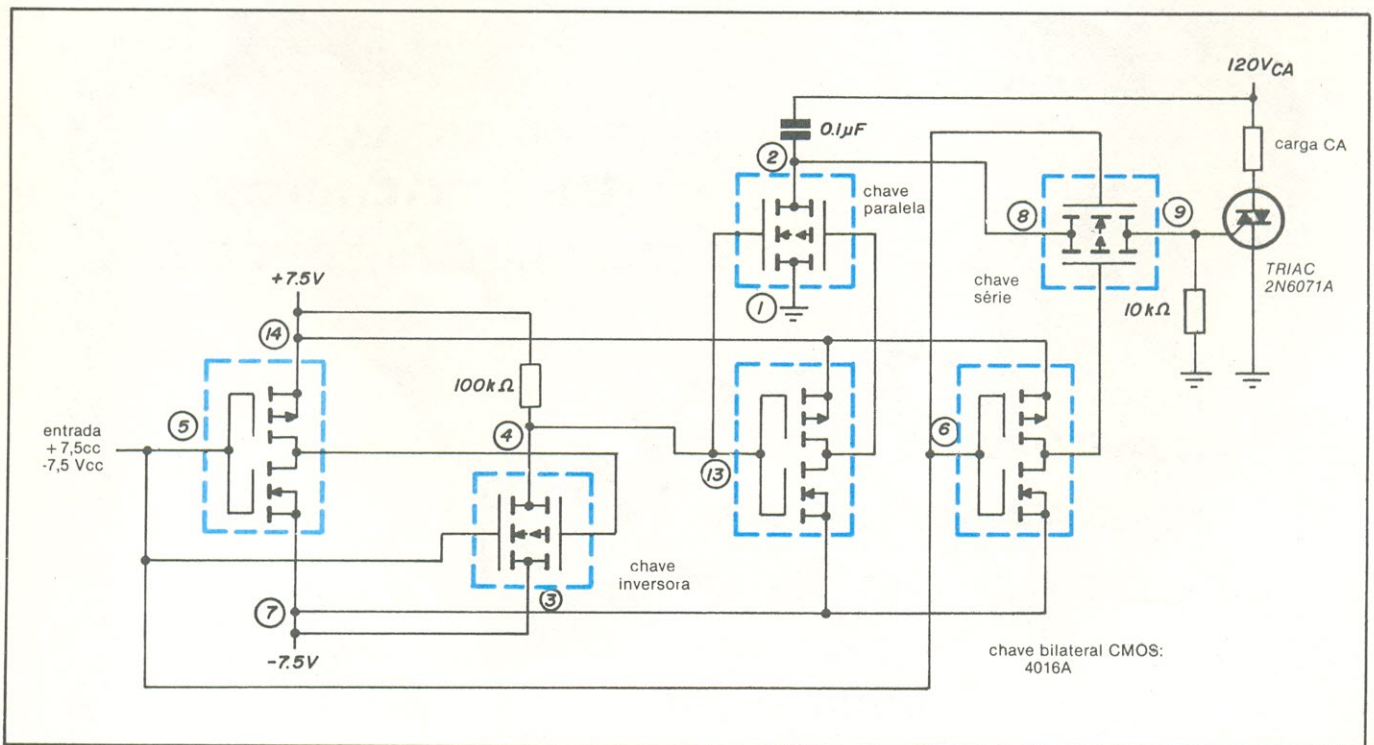 120VCA
0.1µF
carga CA
2
chave
paralela
8
9
chave
série
TRIAC
2N6071A
10kΩ
1
+7.5V
14
100kΩ
entrada
+7,5cc
-7,5 Vcc
5
4
13
6
chave
inversora
3
7
-7.5V
chave bilateral CMOS:
4016A